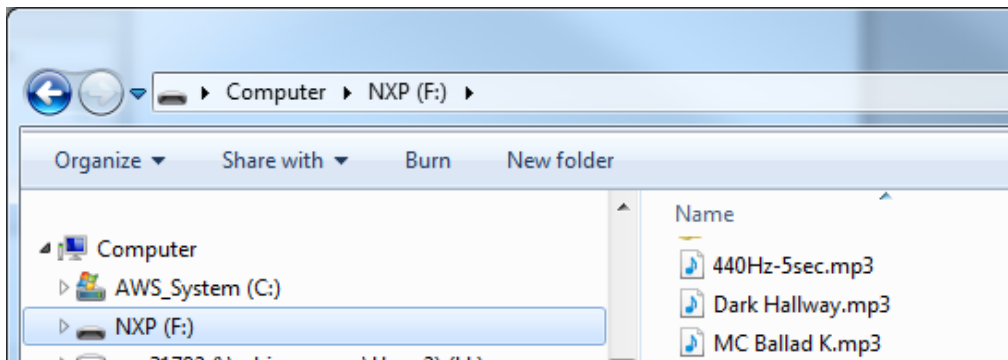 Computer NXP (F:)
Organize Share with Burn New folder
Computer
AWS_System (C:)
NXP (F:)
Name
440Hz-5sec.mp3
Dark Hallway.mp3
MC Ballad K.mp3